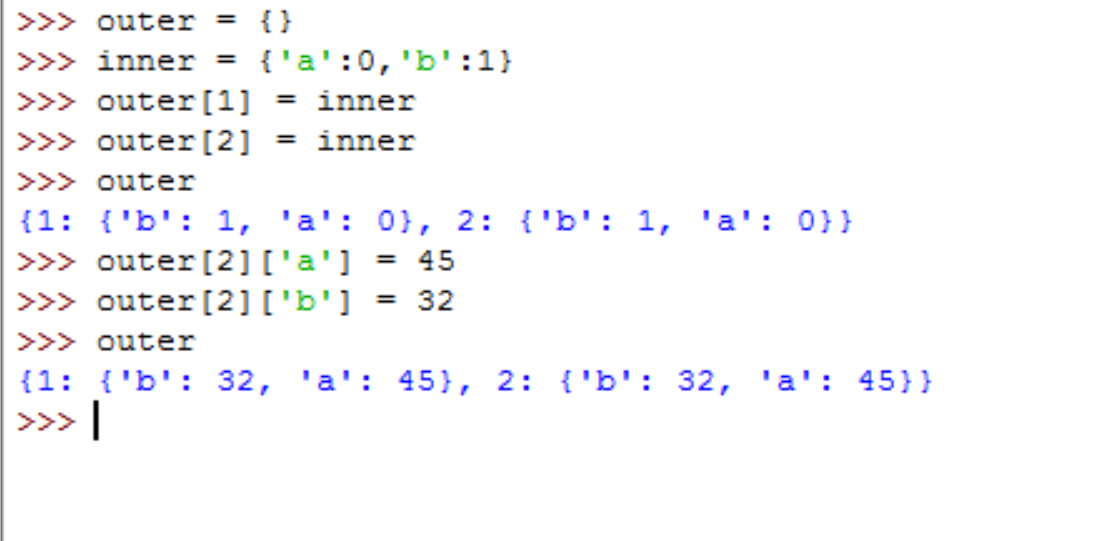 >>> outer = {}
>>> inner = {'a':0,'b':1}
>>> outer[1] = inner
>>> outer[2] = inner
>>> outer
{1: {'b': 1, 'a': 0}, 2: {'b': 1, 'a': 0}}
>>> outer[2]['a'] = 45
>>> outer[2]['b'] = 32
>>> outer
{1: {'b': 32, 'a': 45}, 2: {'b': 32, 'a': 45}}
>>>